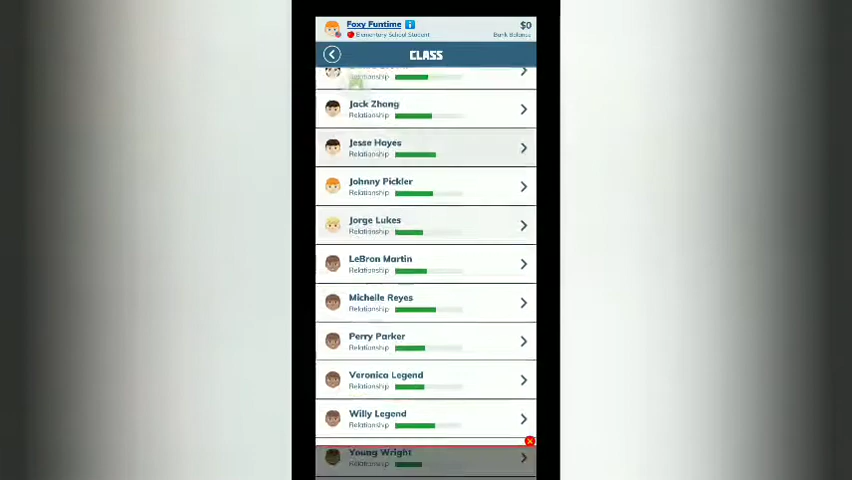 Foxy Funtime
$0
Elementary School Student
Bank Balance
CLASS
Relationship
Jack Zhang
Relationship
Jesse Hayes
Relationship
Johnny Pickler
Relationship
Jorge Lukes
Relationship
LeBron Martin
Relationship
Michelle Reyes
Relationship
Perry Parker
Relationship
Veronica Legend
Relationship
Willy Legend
Relationship
Young Wright
Relationship